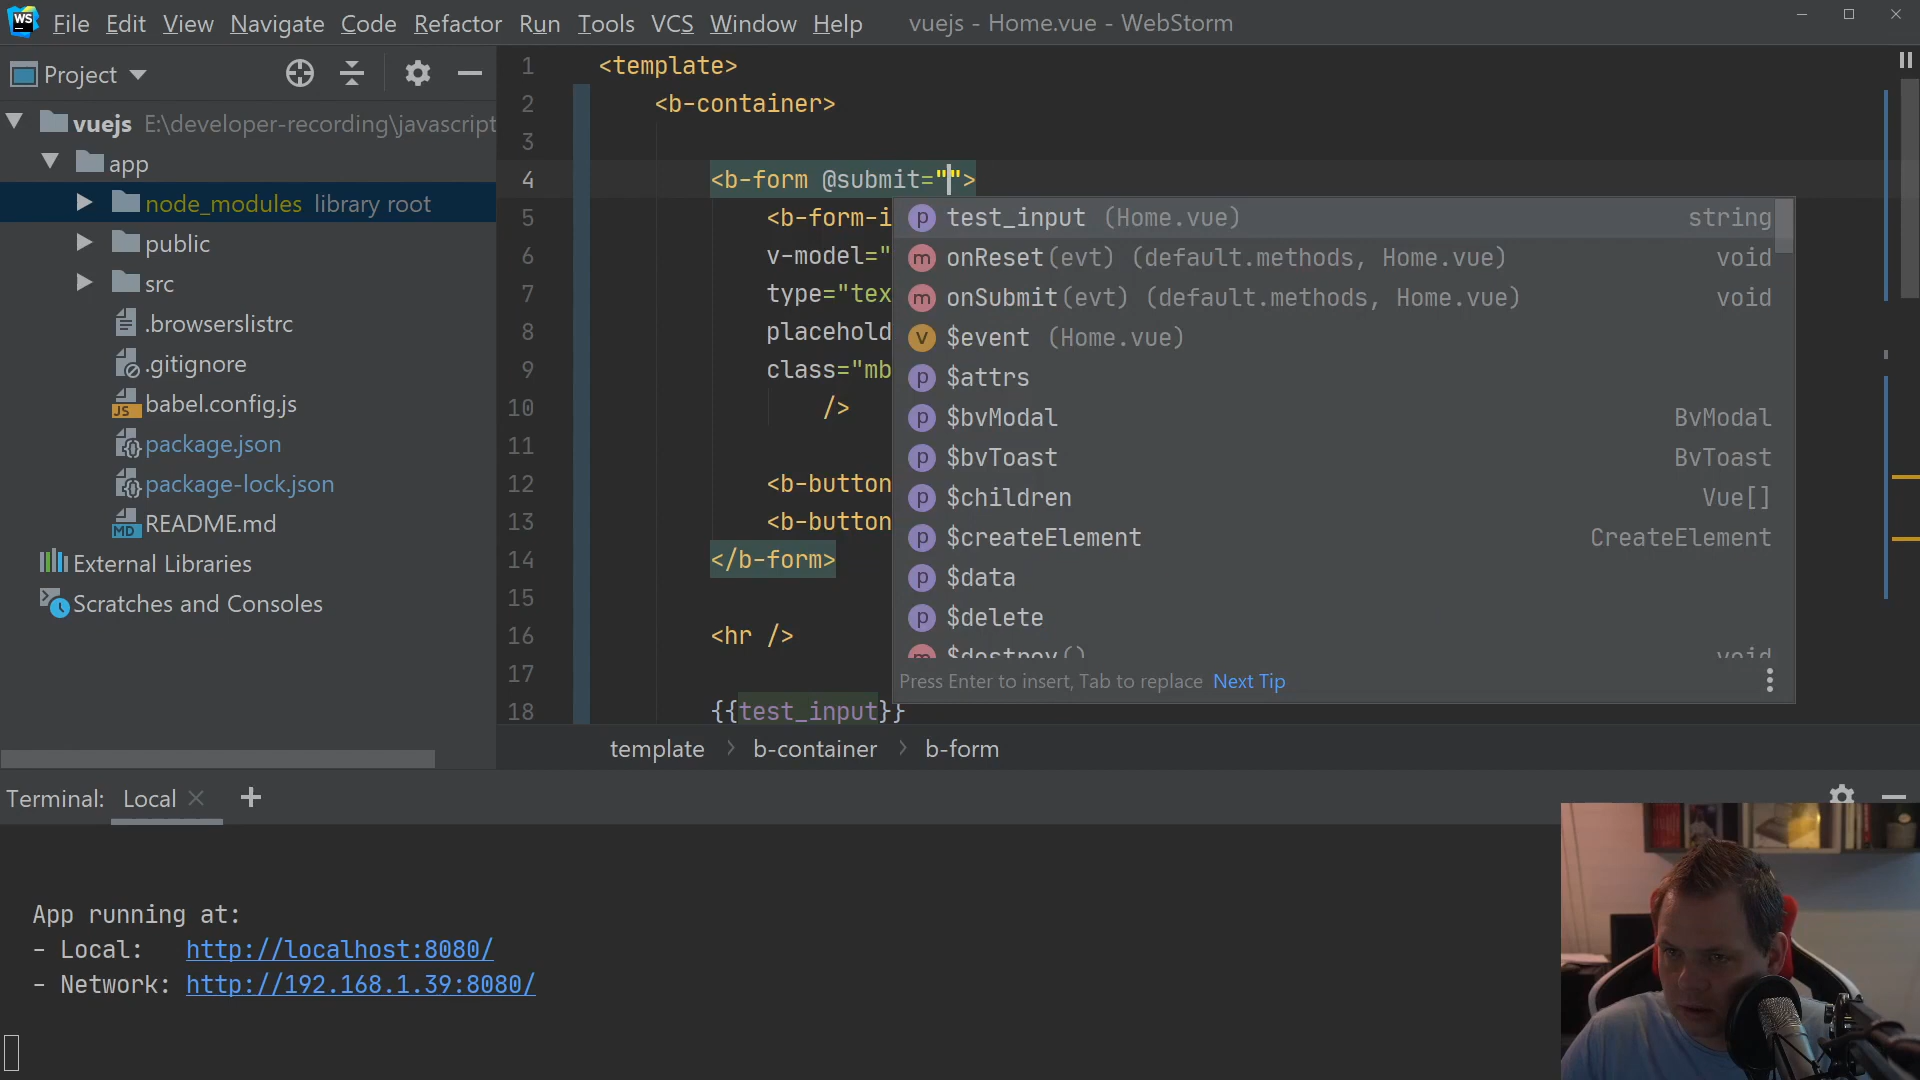 WS File Edit View Navigate Code Refactor Run Tools VCS Window Help vuejs - Home.vue - WebStorm
Project
vuejs E:\developer-recording\javascript
app
node_modules library root
public
src
.browserslistrc
.gitignore
JS babel.config.js
package.json
package-lock.json
MD README.md
External Libraries
Scratches and Consoles
1 <template>
2 <b-container>
3
4 <b-form @submit="">
5 <b-form-i
6 v-model="
7 type="tex
8 placehold
9 class="mb
10 />
11
12 <b-button
13 <b-button
14 </b-form>
15
16 <hr />
17
18 {{test_input}}
p test_input (Home.vue) string
m onReset(evt) (default.methods, Home.vue) void
m onSubmit(evt) (default.methods, Home.vue) void
v $event (Home.vue)
p $attrs
p $bvModal BvModal
p $bvToast BvToast
p $children Vue[]
p $createElement CreateElement
p $data
p $delete
m $destroy() void
Press Enter to insert, Tab to replace Next Tip
template > b-container > b-form
Terminal: Local × +
App running at:
- Local: http://localhost:8080/
- Network: http://192.168.1.39:8080/